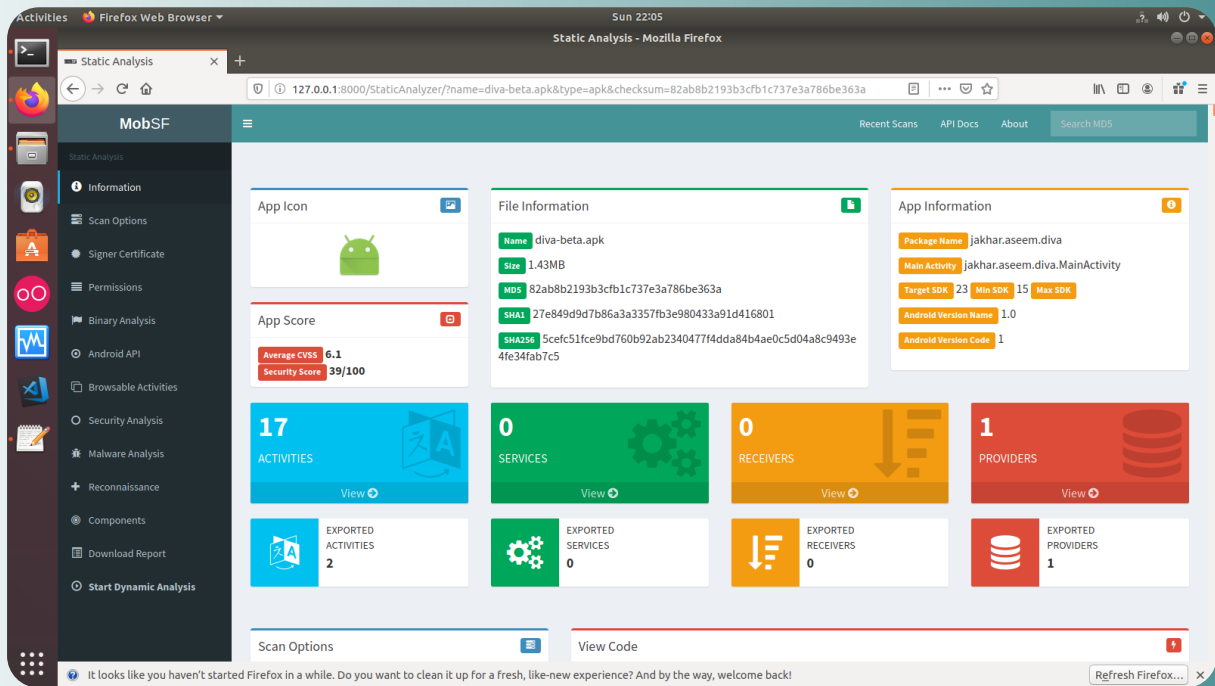 Activities Firefox Web Browser Sun 22:05
Static Analysis - Mozilla Firefox
Static Analysis
127.0.0.1:8000/StaticAnalyzer/?name=diva-beta.apk&type=apk&checksum=82ab8b2193b3cfb1c737e3a786be363a
MobSF
Recent Scans API Docs About Search MD5
Static Analysis
Information
Scan Options
Signer Certificate
Permissions
Binary Analysis
Android API
Browsable Activities
Security Analysis
Malware Analysis
Reconnaissance
Components
Download Report
Start Dynamic Analysis
App Icon
App Score
Average CVSS 6.1
Security Score 39/100
File Information
Name diva-beta.apk
Size 1.43MB
MD5 82ab8b2193b3cfb1c737e3a786be363a
SHA1 27e849d9d7b86a3a3357fb3e980433a91d416801
SHA256 5cefc51fce9bd760b92ab2340477f4dda84b4ae0c5d04a8c9493e
4fe34fab7c5
App Information
Package Name jakhar.aseem.diva
Main Activity jakhar.aseem.diva.MainActivity
Target SDK 23 Min SDK 15 Max SDK
Android Version Name 1.0
Android Version Code 1
17
ACTIVITIES
View
0
SERVICES
View
0
RECEIVERS
View
1
PROVIDERS
View
EXPORTED
ACTIVITIES
2
EXPORTED
SERVICES
0
EXPORTED
RECEIVERS
0
EXPORTED
PROVIDERS
1
Scan Options
View Code
It looks like you haven't started Firefox in a while. Do you want to clean it up for a fresh, like-new experience? And by the way, welcome back! Refresh Firefox...